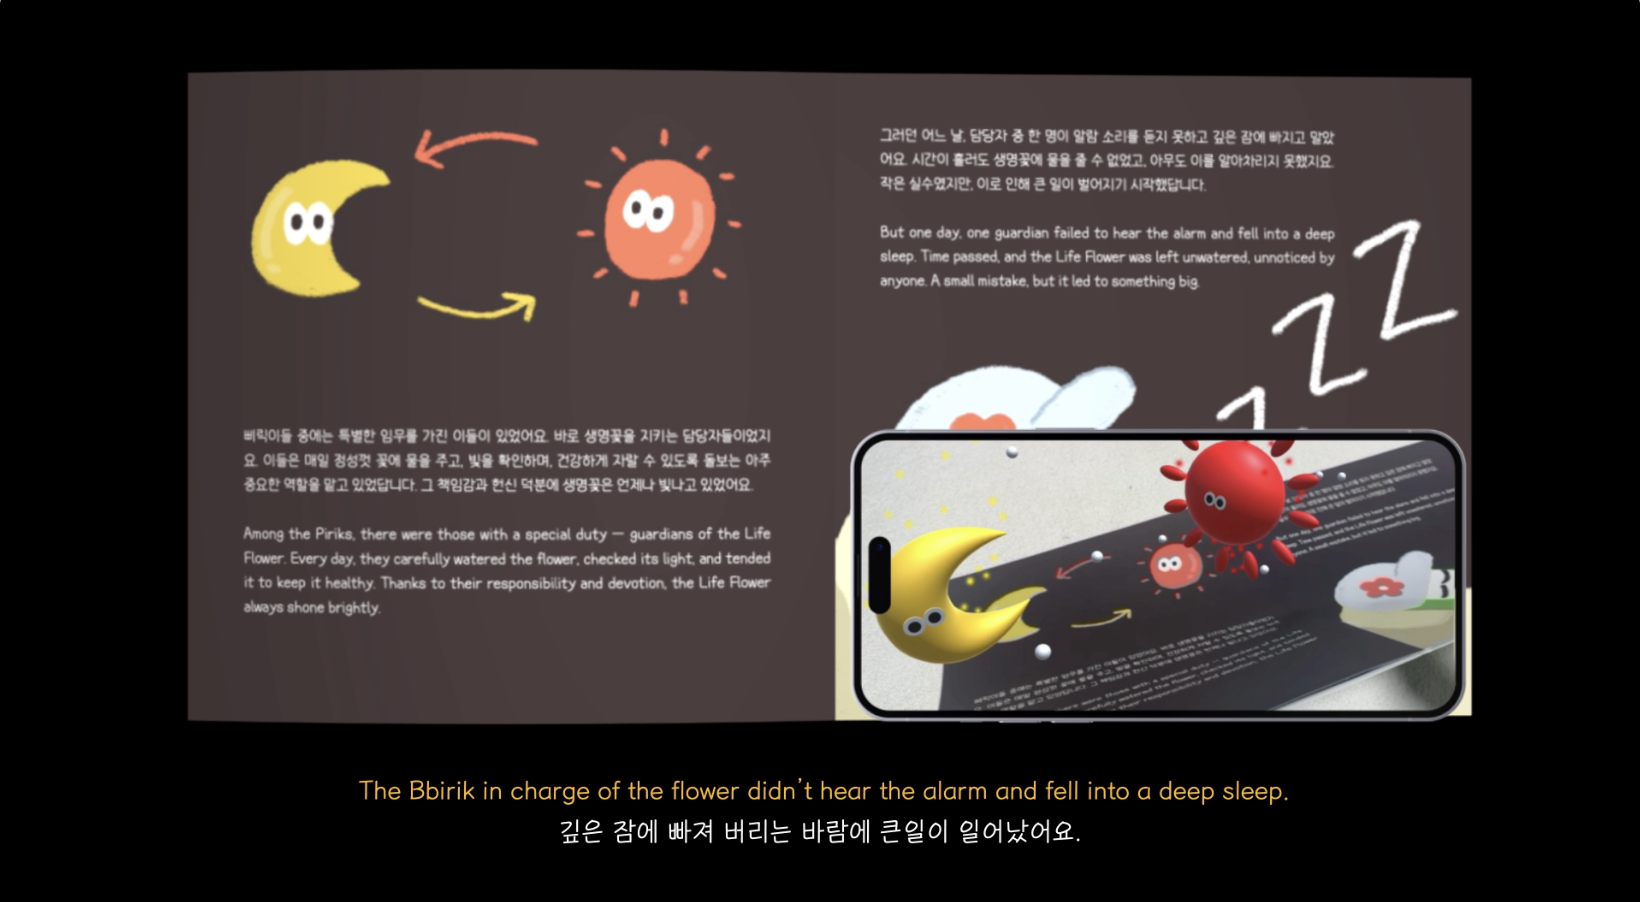 삐릭이들 중에는 특별한 임무를 가진 이들이 있었어요. 바로 생명꽃을 지키는 담당자들이었지
요. 이들은 매일 정성껏 꽃에 물을 주고, 빛을 확인하며, 건강하게 자랄 수 있도록 돌보는 아주
중요한 역할을 맡고 있었답니다. 그 책임감과 헌신 덕분에 생명꽃은 언제나 빛나고 있었어요.
Among the Piriks, there were those with a special duty — guardians of the Life
Flower. Every day, they carefully watered the flower, checked its light, and tended
it to keep it healthy. Thanks to their responsibility and devotion, the Life Flower
always shone brightly.
그러던 어느 날, 담당자 중 한 명이 알람 소리를 듣지 못하고 깊은 잠에 빠지고 말았
어요. 시간이 흘러도 생명꽃에 물을 줄 수 없었고, 아무도 이를 알아차리지 못했지요.
작은 실수였지만, 이로 인해 큰 일이 벌어지기 시작했답니다.
But one day, one guardian failed to hear the alarm and fell into a deep
sleep. Time passed, and the Life Flower was left unwatered, unnoticed by
anyone. A small mistake, but it led to something big.
Z
Z
Z
The Bbirik in charge of the flower didn't hear the alarm and fell into a deep sleep.
깊은 잠에 빠져 버리는 바람에 큰일이 일어났어요.